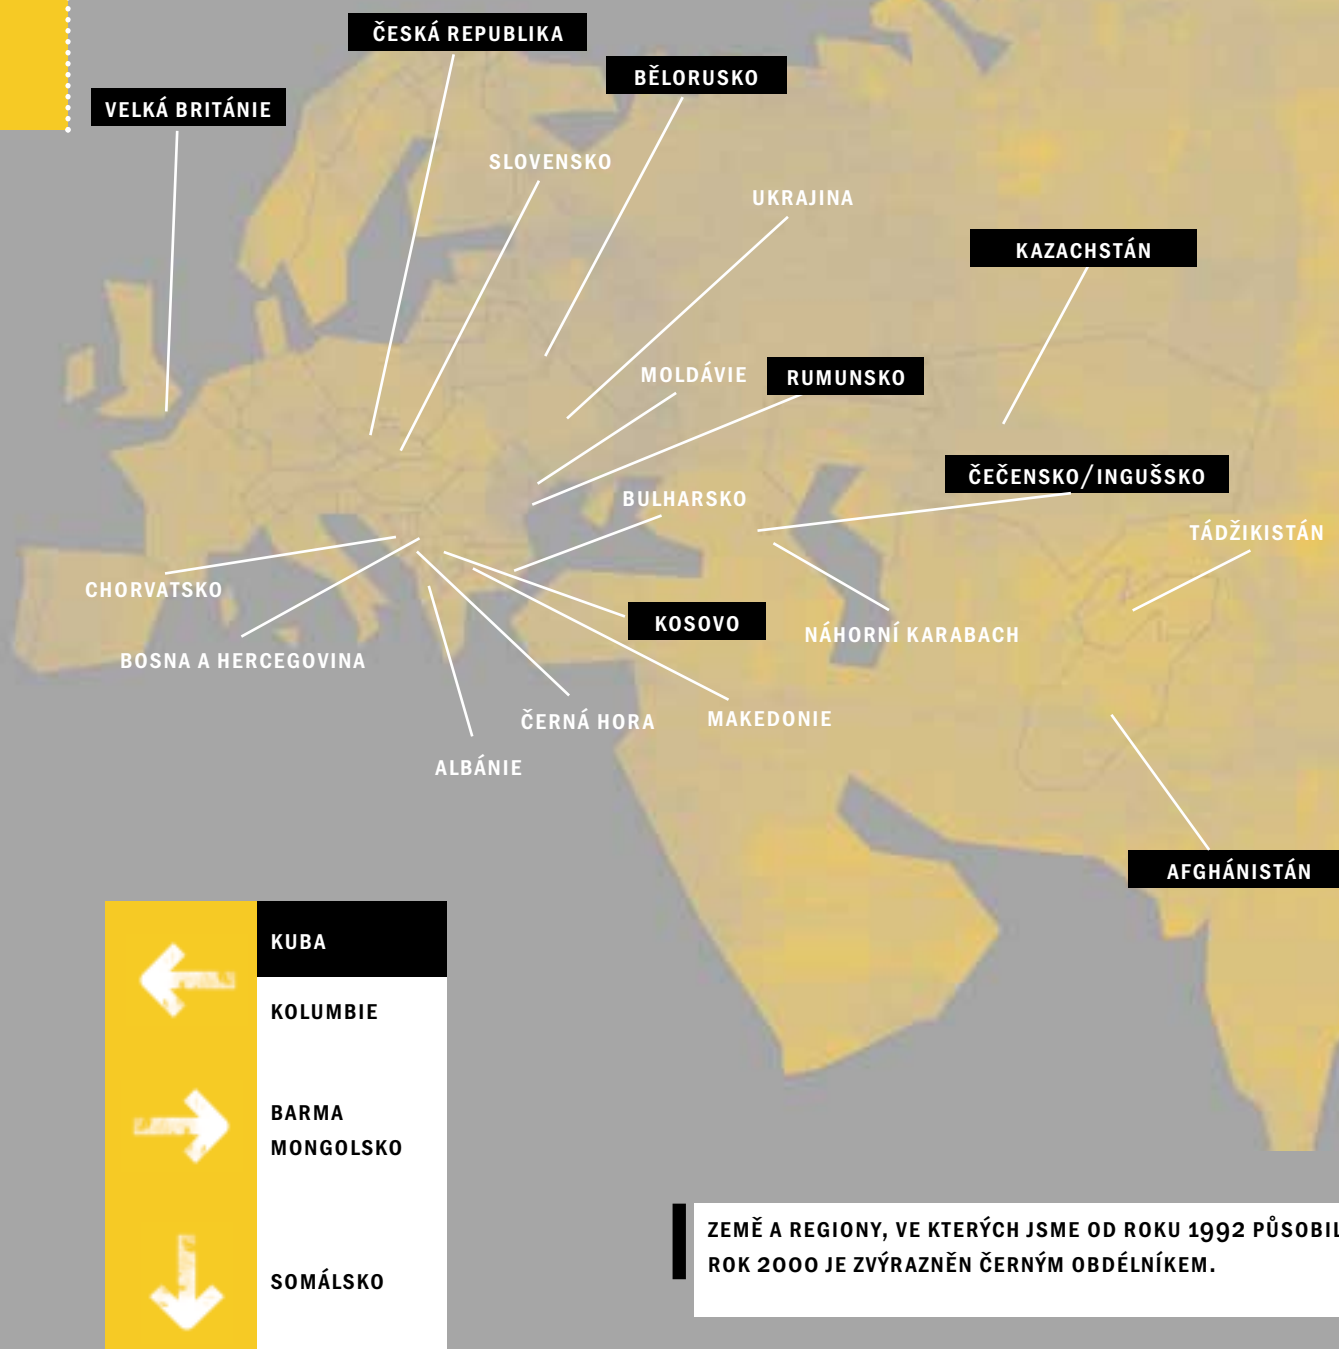 ČESKÁ REPUBLIKA
BĚLORUSKO
VELKÁ BRITÁNIE
SLOVENSKO
UKRAJINA
KAZACHSTÁN
MOLDÁVIE
RUMUNSKO
ČEČENSKO/INGUŠSKO
BULHARSKO
TÁDŽIKISTÁN
CHORVATSKO
KOSOVO
NÁHORNÍ KARABACH
BOSNA A HERCEGOVINA
ČERNÁ HORA
MAKEDONIE
ALBÁNIE
AFGHÁNISTÁN
KUBA
KOLUMBIE
BARMA
MONGOLSKO
SOMÁLSKO
ZEMĚ A REGIONY, VE KTERÝCH JSME OD ROKU 1992 PŮSOBIL
ROK 2000 JE ZVÝRAZNĚN ČERNÝM OBDÉLNÍKEM.